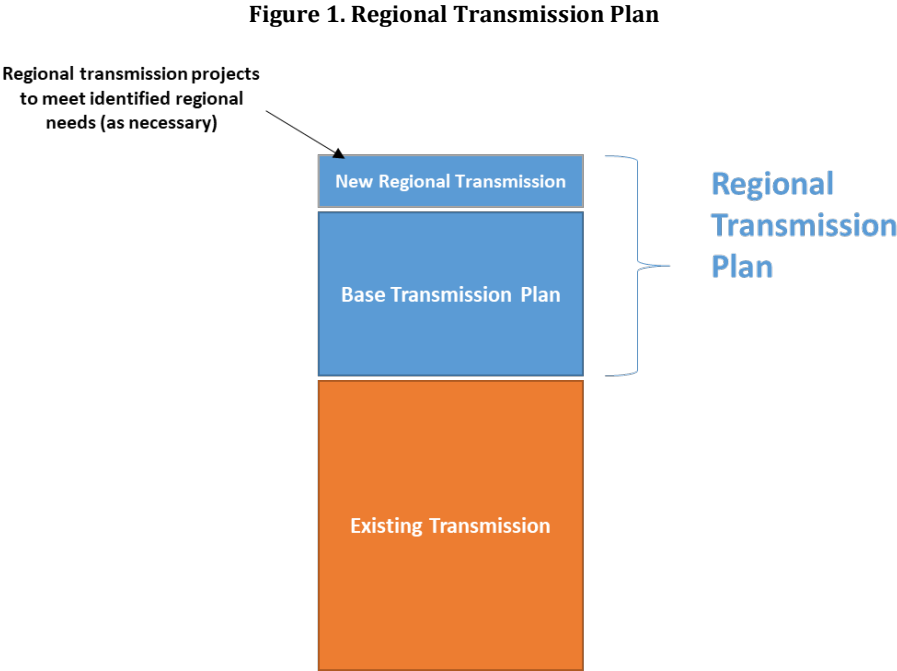 Figure 1. Regional Transmission Plan
Regional transmission projects
to meet identified regional
needs (as necessary)
New Regional Transmission
Base Transmission Plan
Existing Transmission
Regional
Transmission
Plan